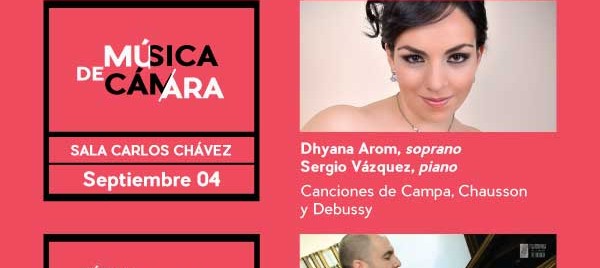 MÚSICA
DE CÁMARA
SALA CARLOS CHÁVEZ
Septiembre 04
Dhyana Arom, soprano
Sergio Vázquez, piano
Canciones de Campa, Chausson
y Debussy